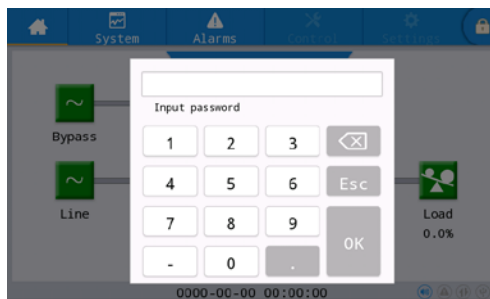 System
Alarms
Control
Settings
Input password
1 2 3
4 5 6 Esc
7 8 9
- 0 . OK
Bypass
Line
Load
0.0%
0000-00-00 00:00:00